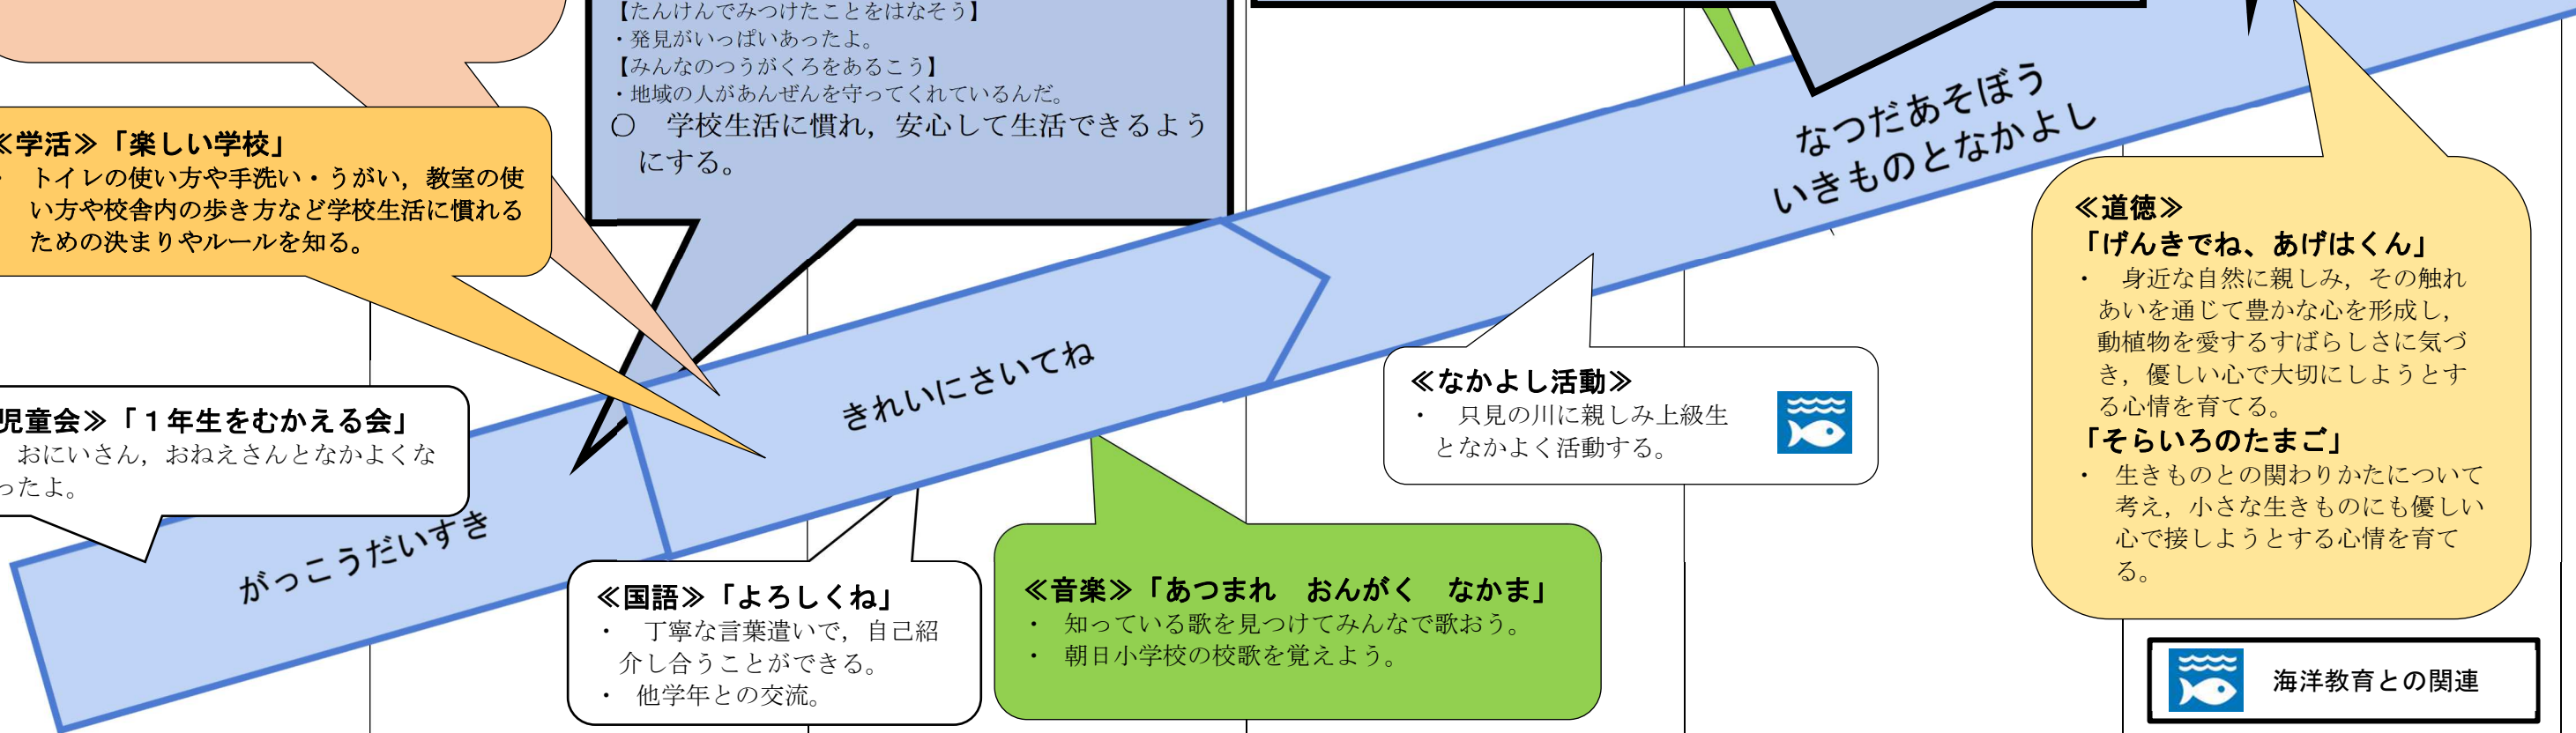 【たんけんでみつけたことをはなそう】
・発見がいっぱいあったよ。
【みんなのつうがくろをあるこう】
・地域の人があんぜんを守ってくれているんだ。
〇　学校生活に慣れ，安心して生活できるよう
にする。
≪学活≫「楽しい学校」
・　トイレの使い方や手洗い・うがい，教室の使
い方や校舎内の歩き方など学校生活に慣れる
ための決まりやルールを知る。
児童会≫「１年生をむかえる会」
おにいさん，おねえさんとなかよくな
ったよ。
がっこうだいすき
きれいにさいてね
なつだあそぼう
いきものとなかよし
≪国語≫「よろしくね」
・　丁寧な言葉遣いで，自己紹
介し合うことができる。
・　他学年との交流。
≪音楽≫「あつまれ　おんがく　なかま」
・　知っている歌を見つけてみんなで歌おう。
・　朝日小学校の校歌を覚えよう。
≪なかよし活動≫
・　只見の川に親しみ上級生
となかよく活動する。
≪道徳≫
「げんきでね、あげはくん」
・　身近な自然に親しみ，その触れ
あいを通じて豊かな心を形成し，
動植物を愛するすばらしさに気づ
き，優しい心で大切にしようとす
る心情を育てる。
「そらいろのたまご」
・　生きものとの関わりかたについて
考え，小さな生きものにも優しい
心で接しようとする心情を育て
る。
海洋教育との関連